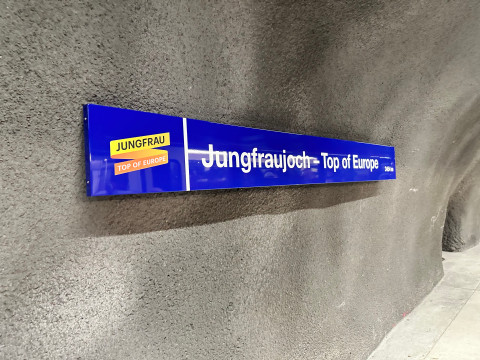 JUNGFRAU
TOP OF EUROPE
Jungfraujoch - Top of Europe